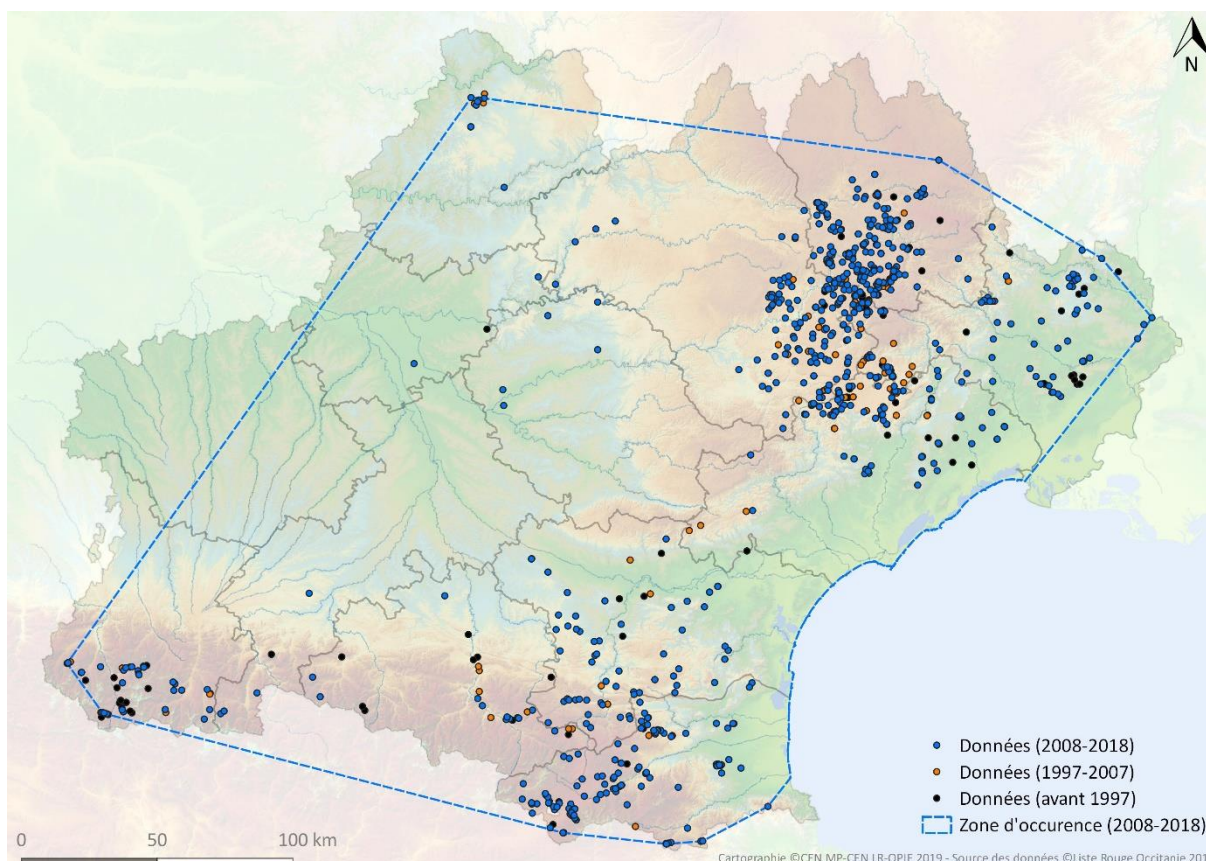 N
Données (2008-2018)
Données (1997-2007)
Données (avant 1997)
Zone d'occurence (2008-2018)
0 50 100 km
Cartographie ©CEN MP-CEN LR-OPIE 2019 - Source des données ©Liste Rouge Occitanie 201